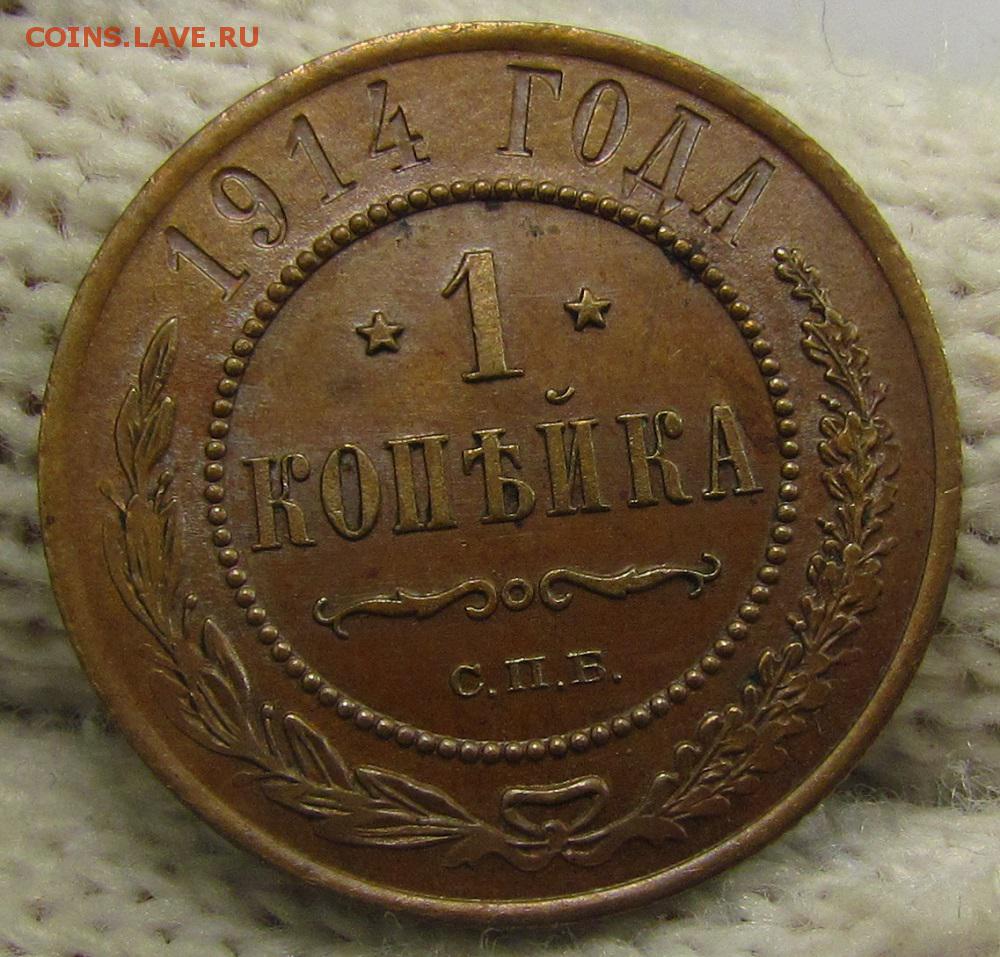 COINS.LAVE.RU
1914 ГОДА
1
КОПѢЙКА
С.П.Б.